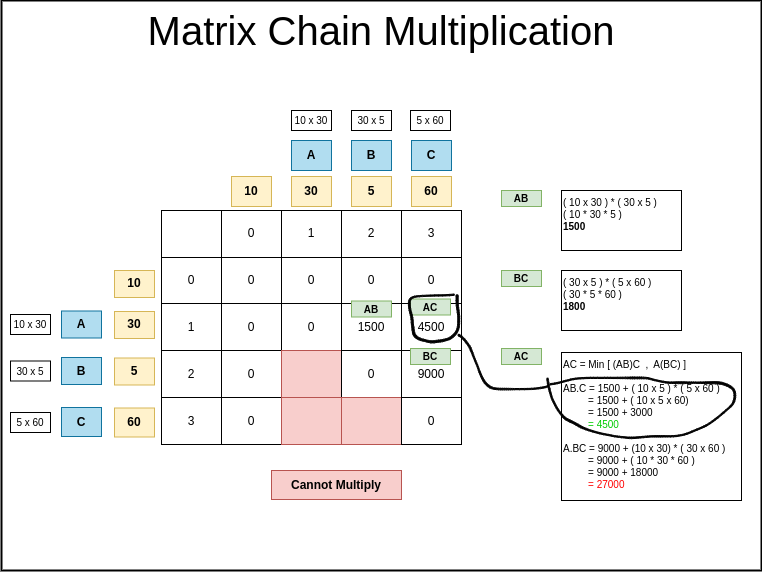 Matrix Chain Multiplication
10 x 30 30 x 5 5 x 60
A B C
10 30 5 60
0 1 2 3
10 0 0 0 0 0
AB AC
10 x 30 A 30 1 0 0 1500 4500
BC
30 x 5 B 5 2 0 0 9000
5 x 60 C 60 3 0 0
Cannot Multiply
AB
( 10 x 30 ) * ( 30 x 5 )
( 10 * 30 * 5 )
1500
BC
( 30 x 5 ) * ( 5 x 60 )
( 30 * 5 * 60 )
1800
AC
AC = Min [ (AB)C , A(BC) ]
AB.C = 1500 + ( 10 x 5 ) * ( 5 x 60 )
= 1500 + ( 10 x 5 x 60)
= 1500 + 3000
= 4500
A.BC = 9000 + (10 x 30) * ( 30 x 60 )
= 9000 + ( 10 * 30 * 60 )
= 9000 + 18000
= 27000